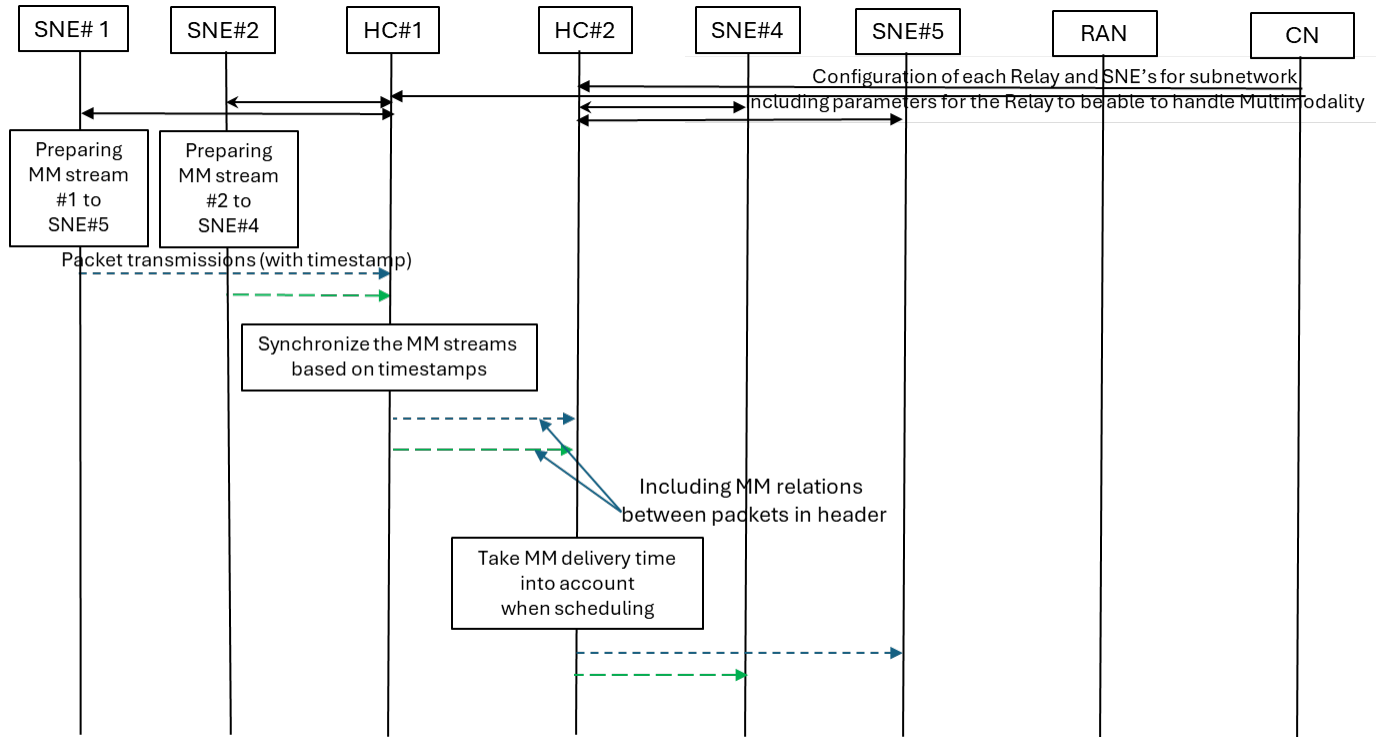 SNE# 1
SNE#2
HC#1
HC#2
SNE#4
SNE#5
RAN
CN
Configuration of each Relay and SNE's for subnetwork
Including parameters for the Relay to be able to handle Multimodality
Preparing
MM stream
#1 to
SNE#5
Preparing
MM stream
#2 to
SNE#4
Packet transmissions (with timestamp)
Synchronize the MM streams
based on timestamps
Including MM relations
between packets in header
Take MM delivery time
into account
when scheduling